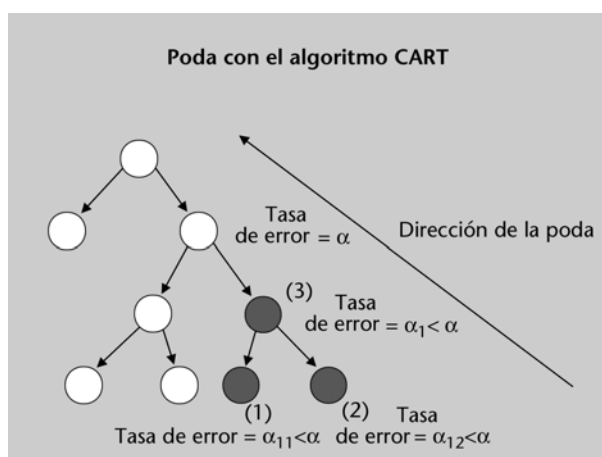 Poda con el algoritmo CART
Tasa
de error = α
Dirección de la poda
(3)
Tasa
de error = α₁< α
(1)
(2)
Tasa
Tasa de error = α₁₁<α
de error = α₁₂<α